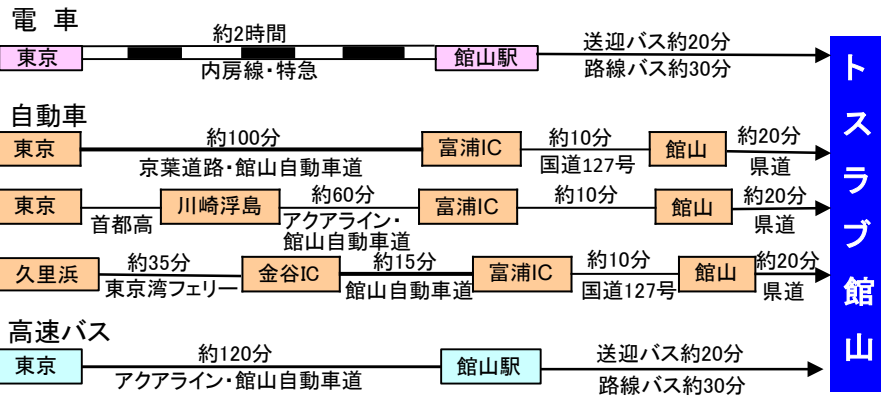 電 車
約2時間
東京
内房線・特急
館山駅
送迎バス約20分
路線バス約30分
自動車
東京
約100分
京葉道路・館山自動車道
富浦IC
約10分
国道127号
館山
約20分
県道
東京
首都高
川崎浮島
約60分
アクアライン・
館山自動車道
富浦IC
約10分
館山
約20分
県道
久里浜
約35分
東京湾フェリー
金谷IC
約15分
館山自動車道
富浦IC
約10分
国道127号
館山
約20分
県道
高速バス
東京
約120分
アクアライン・館山自動車道
館山駅
送迎バス約20分
路線バス約30分
トスラブ館山